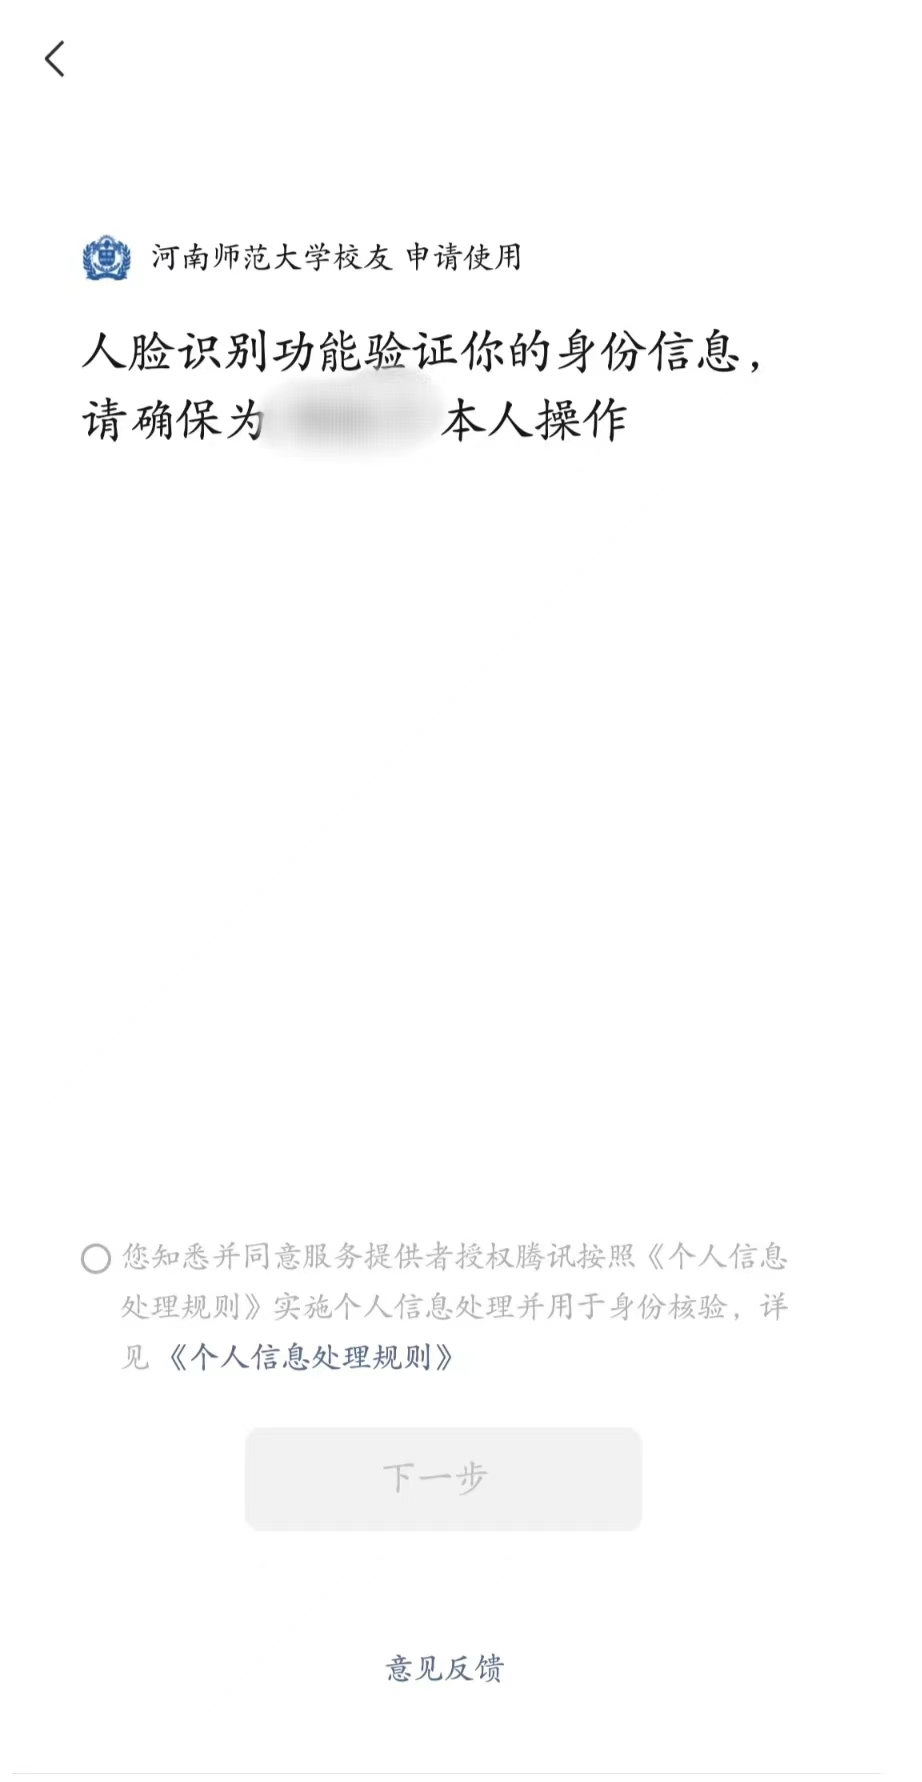 河南师范大学校友 申请使用
人脸识别功能验证你的身份信息，
请确保为 本人操作
您知悉并同意服务提供者授权腾讯按照《个人信息
处理规则》实施个人信息处理并用于身份核验，详
见《个人信息处理规则》
下一步
意见反馈